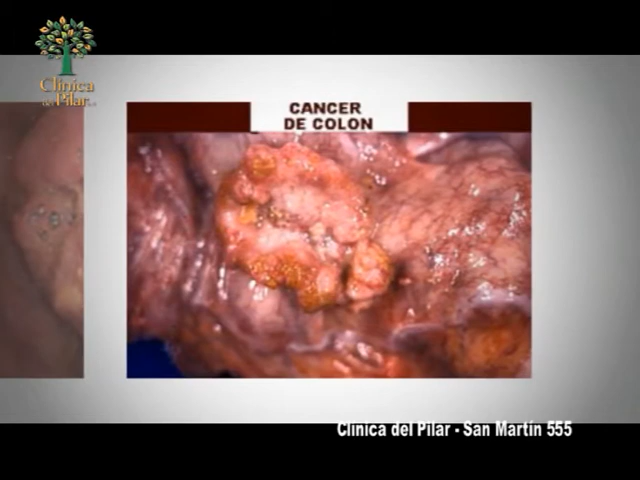 Clínica
del Pilar
CANCER
DE COLON
Clínica del Pilar - San Martín 555